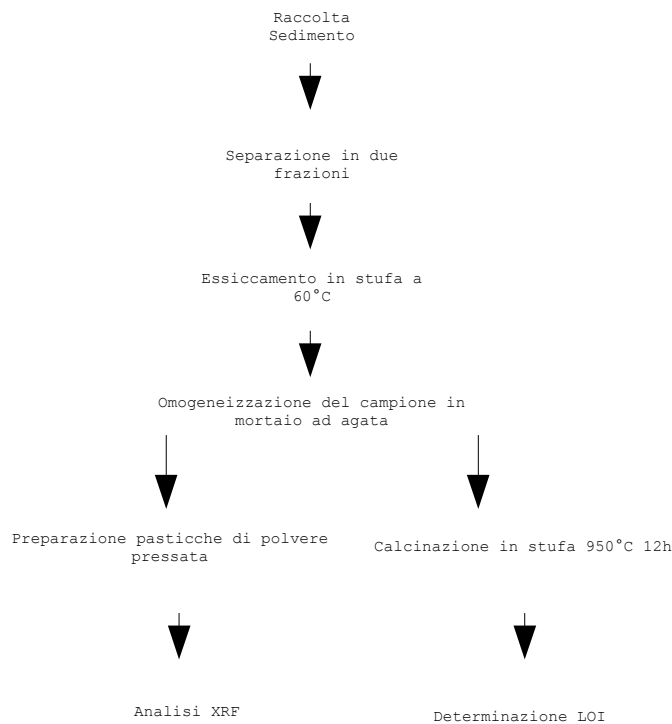 Raccolta
Sedimento
Separazione in due
frazioni
Essiccamento in stufa a
60°C
Omogeneizzazione del campione in
mortaio ad agata
Preparazione pasticche di polvere
pressata
Calcinazione in stufa 950°C 12h
Analisi XRF
Determinazione LOI